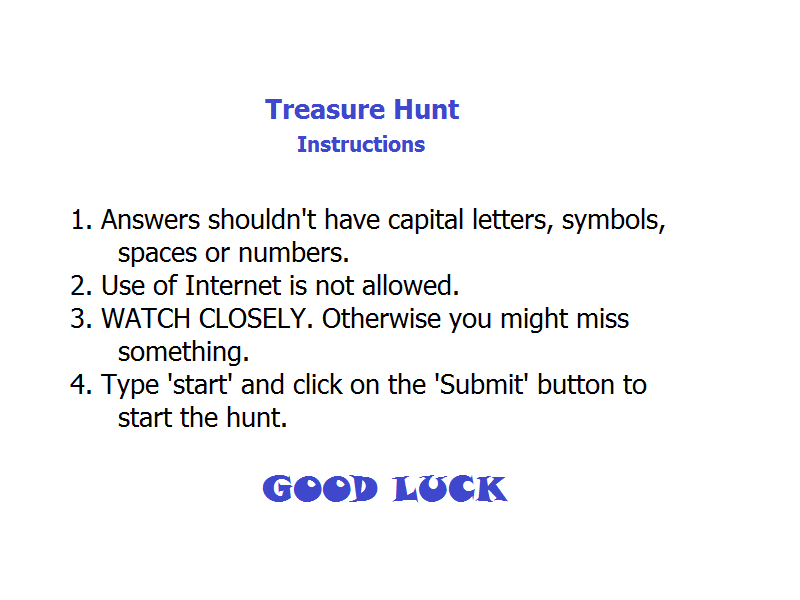 Treasure Hunt
Instructions
1. Answers shouldn't have capital letters, symbols,
spaces or numbers.
2. Use of Internet is not allowed.
3. WATCH CLOSELY. Otherwise you might miss
something.
4. Type 'start' and click on the 'Submit' button to
start the hunt.
GOOD LUCK